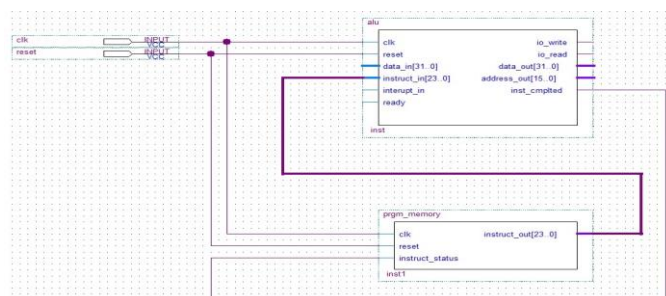 alu
clk INPUT VCC
reset INPUT VCC
clk io_write
reset io_read
data_in[31..0] data_out[31..0]
instruct_in[23..0] address_out[15..0]
interupt_in inst_cmplted
ready
inst
prgm_memory
clk instruct_out[23..0]
reset
instruct_status
inst1